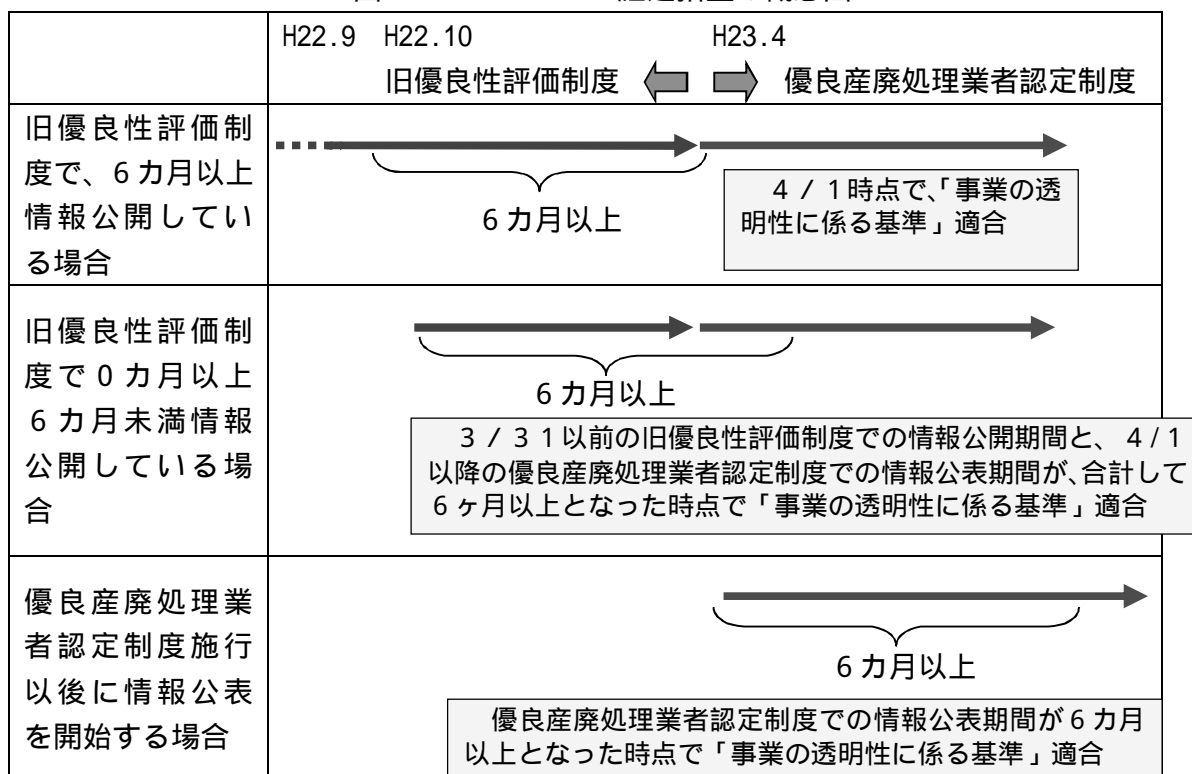 H22.9 H22.10 H23.4
旧優良性評価制度 優良産廃処理業者認定制度
旧優良性評価制
度で、6カ月以上
情報公開してい
る場合
6カ月以上
4/1時点で、「事業の透
明性に係る基準」適合
旧優良性評価制
度で0カ月以上
6カ月未満情報
公開している場
合
6カ月以上
3/31以前の旧優良性評価制度での情報公開期間と、4/1
以降の優良産廃処理業者認定制度での情報公表期間が、合計して
6ヶ月以上となった時点で「事業の透明性に係る基準」適合
優良産廃処理業
者認定制度施行
以後に情報公表
を開始する場合
6カ月以上
優良産廃処理業者認定制度での情報公表期間が6カ月
以上となった時点で「事業の透明性に係る基準」適合